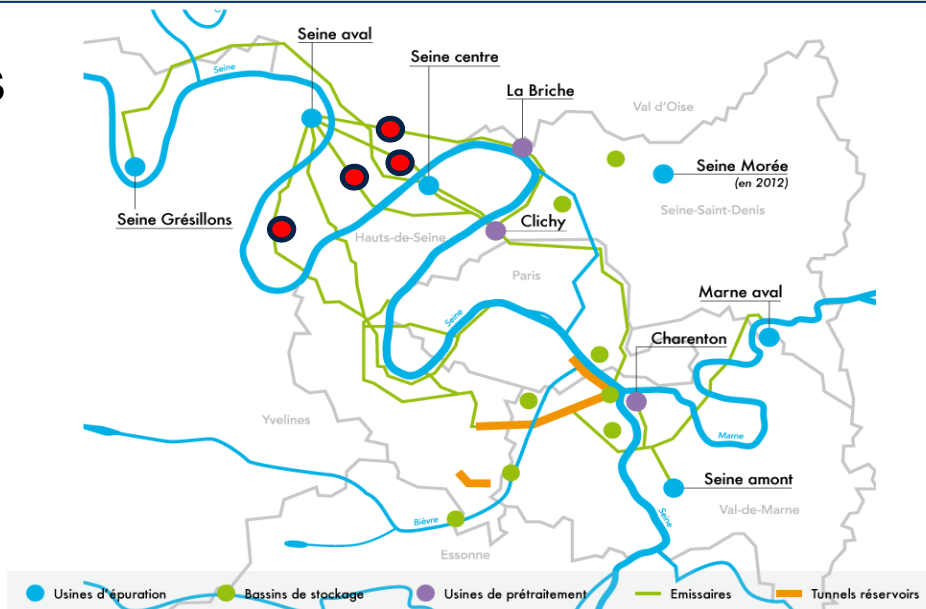 s
Seine aval
Seine centre
La Briche
Seine
Val d'Oise
Seine Morée
(en 2012)
Seine-Saint-Denis
Seine Grésillons
Clichy
Hauts-de-Seine
Paris
Marne aval
Seine
Charenton
Yvelines
Marne
Seine amont
Val-de-Marne
Bièvre
Seine
Essonne
Usines d'épuration
Bassins de stockage
Usines de prétraitement
Emissaires
Tunnels réservoirs